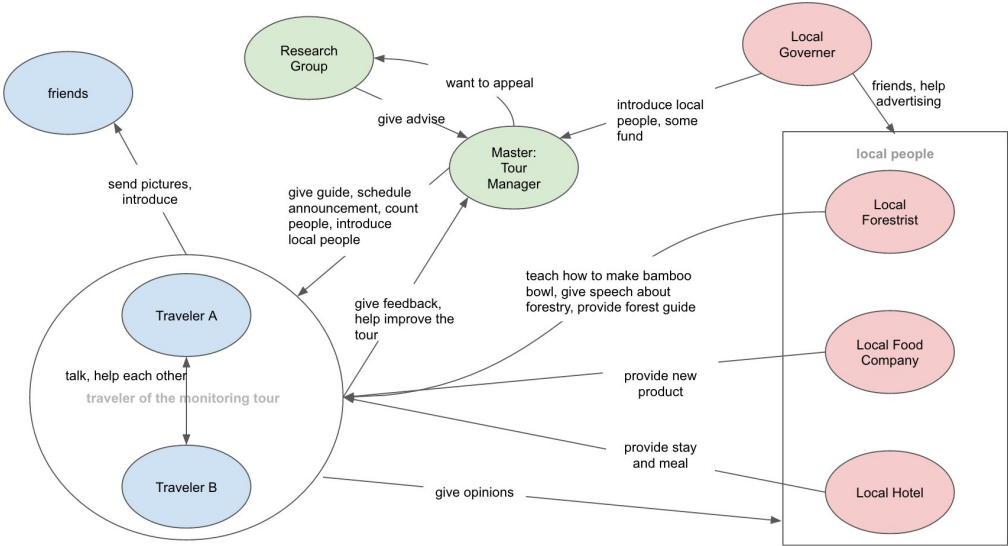 Local
Governer
Research
Group
friends
want to appeal
friends, help
advertising
introduce local
people, some
fund
give advise
Master:
Tour
Manager
local people
send pictures,
introduce
give guide, schedule
announcement, count
people, introduce
local people
Local
Forestrist
teach how to make bamboo
bowl, give speech about
forestry, provide forest guide
give feedback,
help improve the
tour
Traveler A
Local Food
Company
talk, help each other
provide new
product
traveler of the monitoring tour
provide stay
and meal
Traveler B
give opinions
Local Hotel